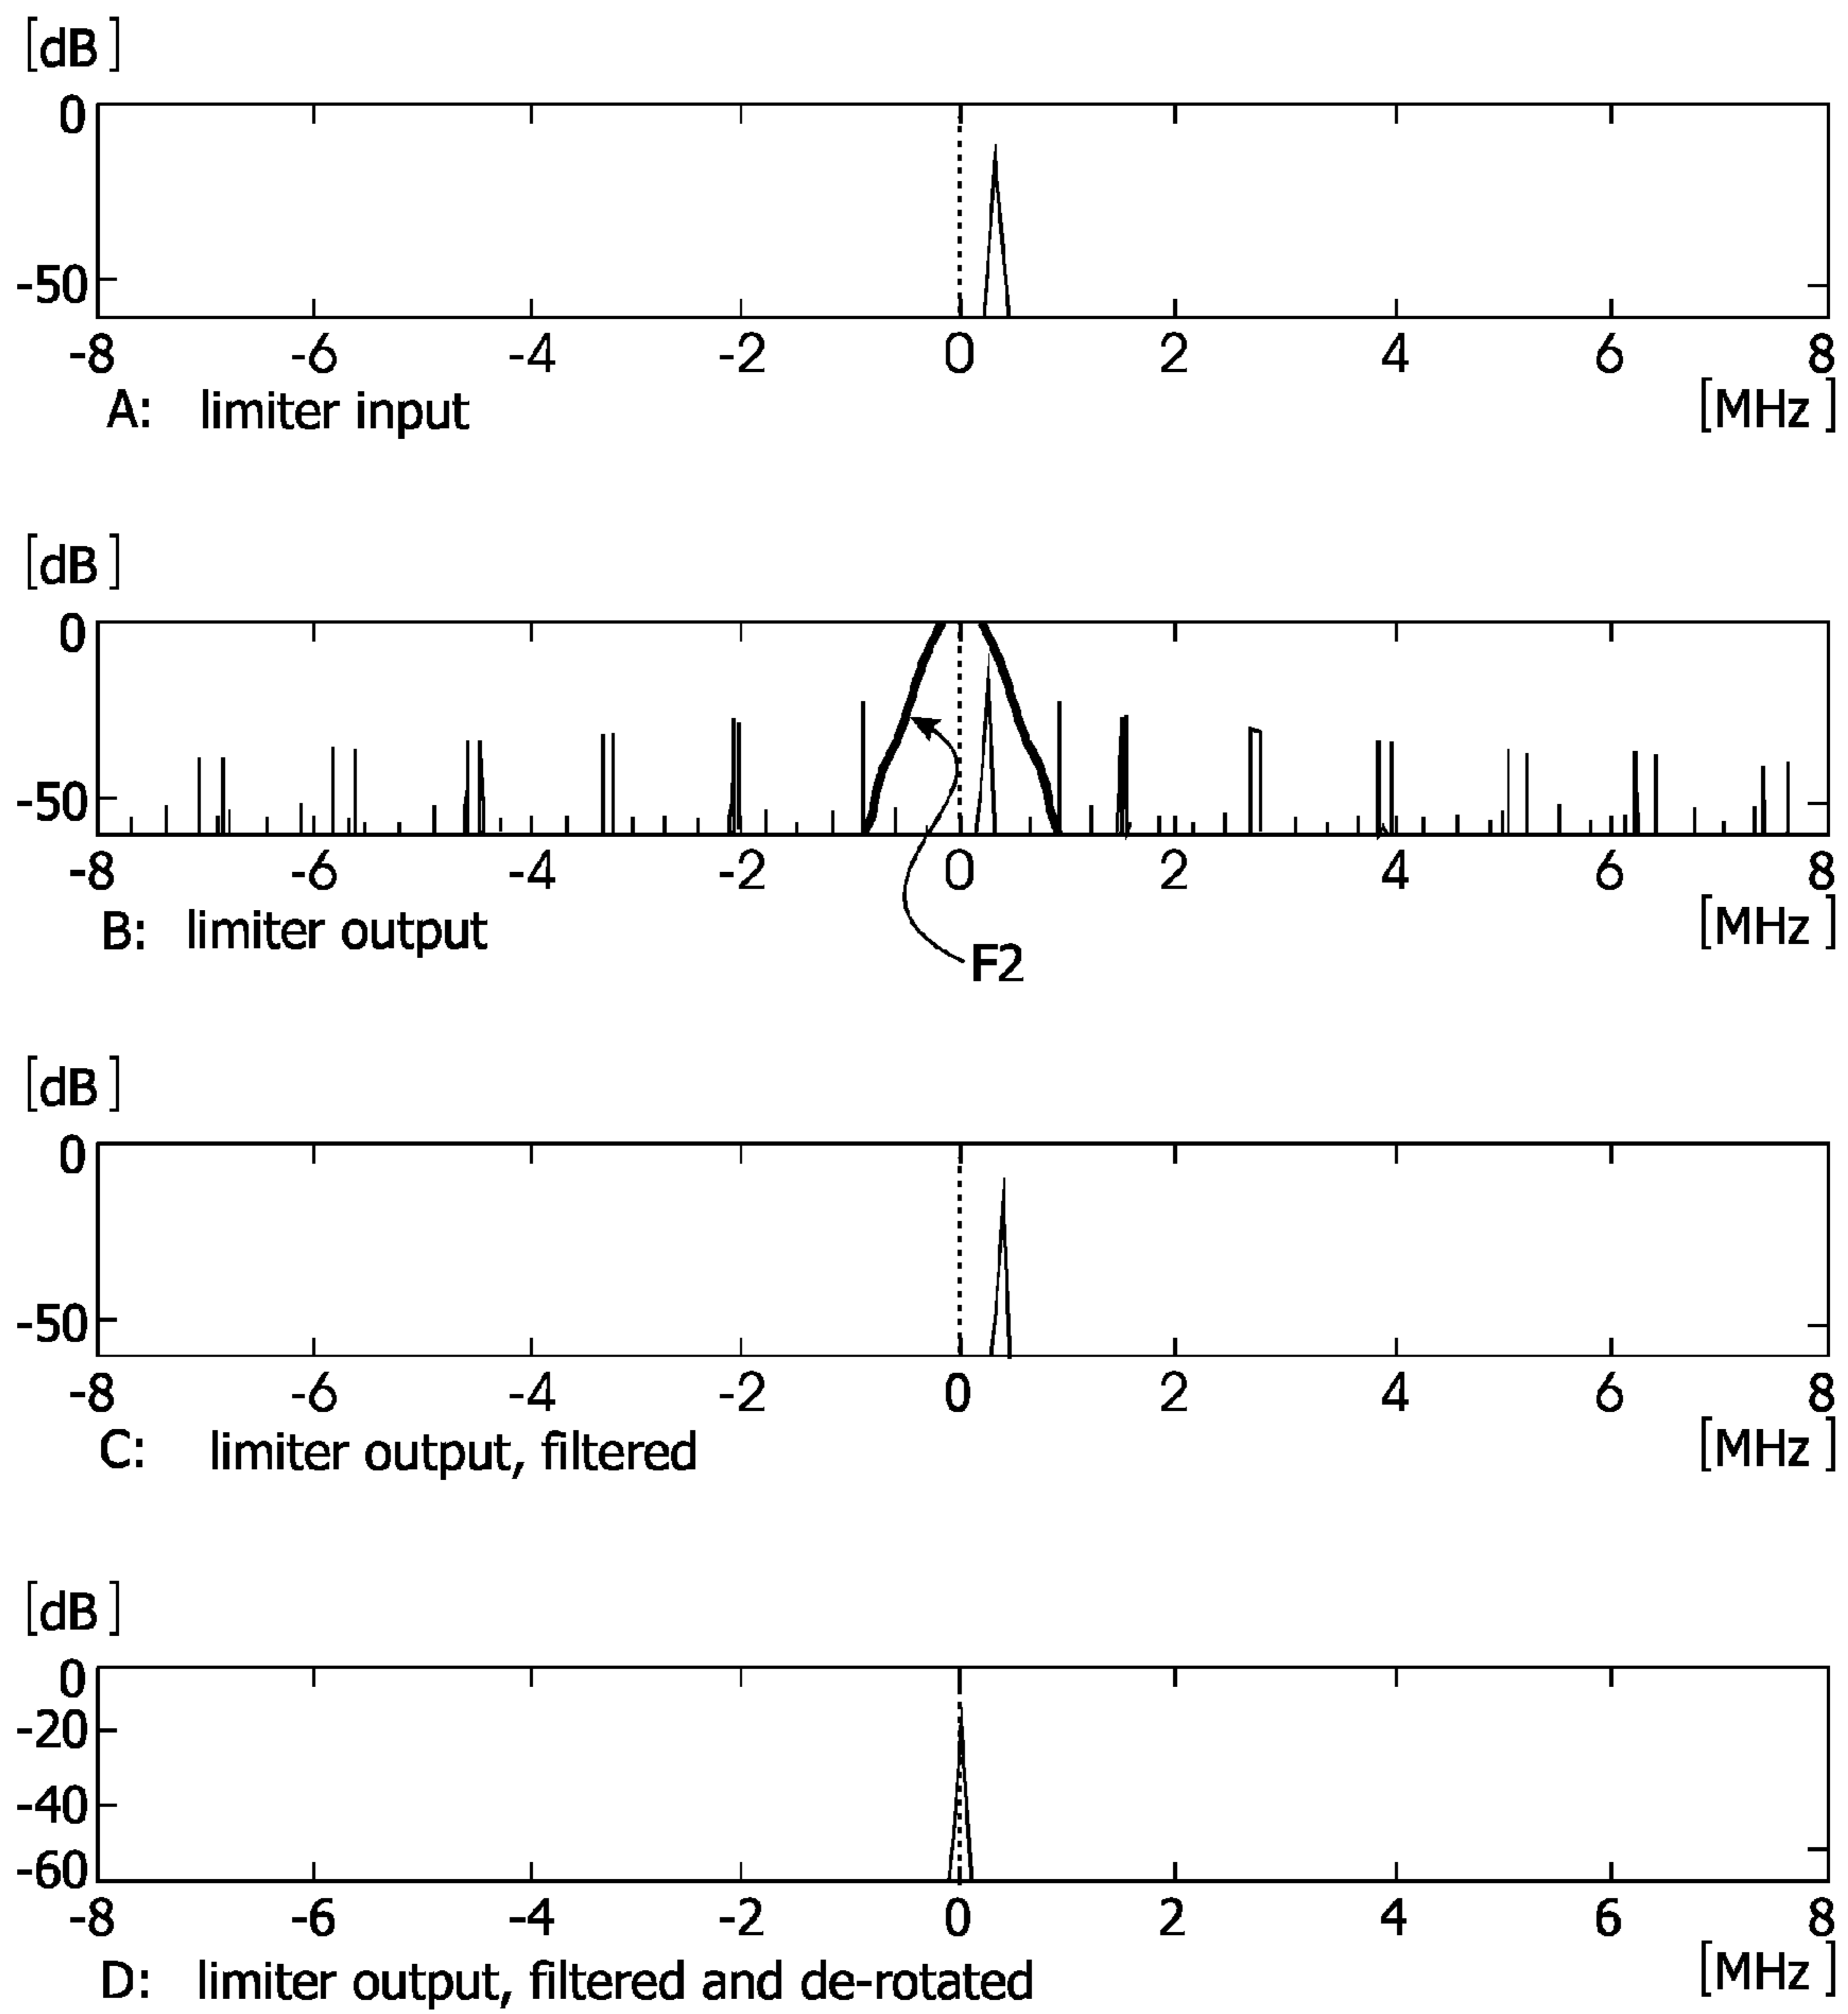 [dB]
0
-50
-8 -6 -4 -2 0 2 4 6 8
A: limiter input [MHz]
[dB]
0
-50
-8 -6 -4 -2 0 2 4 6 8
B: limiter output [MHz]
F2
[dB]
0
-50
-8 -6 -4 -2 0 2 4 6 8
C: limiter output, filtered [MHz]
[dB]
0
-20
-40
-60
-8 -6 -4 -2 0 2 4 6 8
D: limiter output, filtered and de-rotated [MHz]